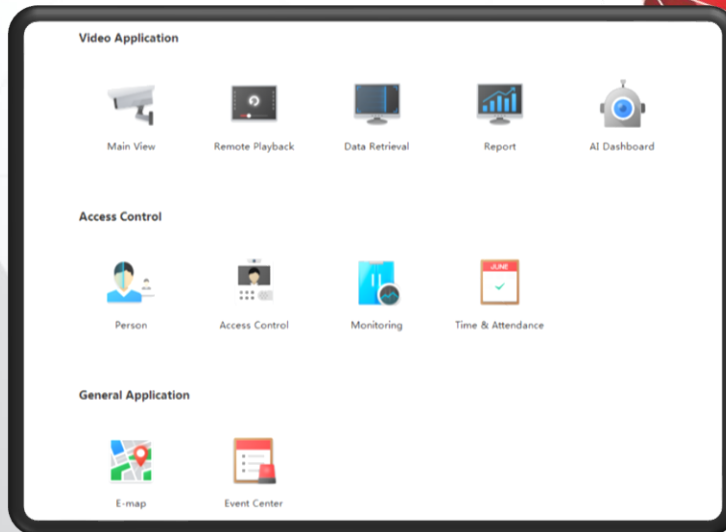 Video Application
Main View
Remote Playback
Data Retrieval
Report
AI Dashboard
Access Control
Person
Access Control
Monitoring
JUNE
Time & Attendance
General Application
E-map
Event Center